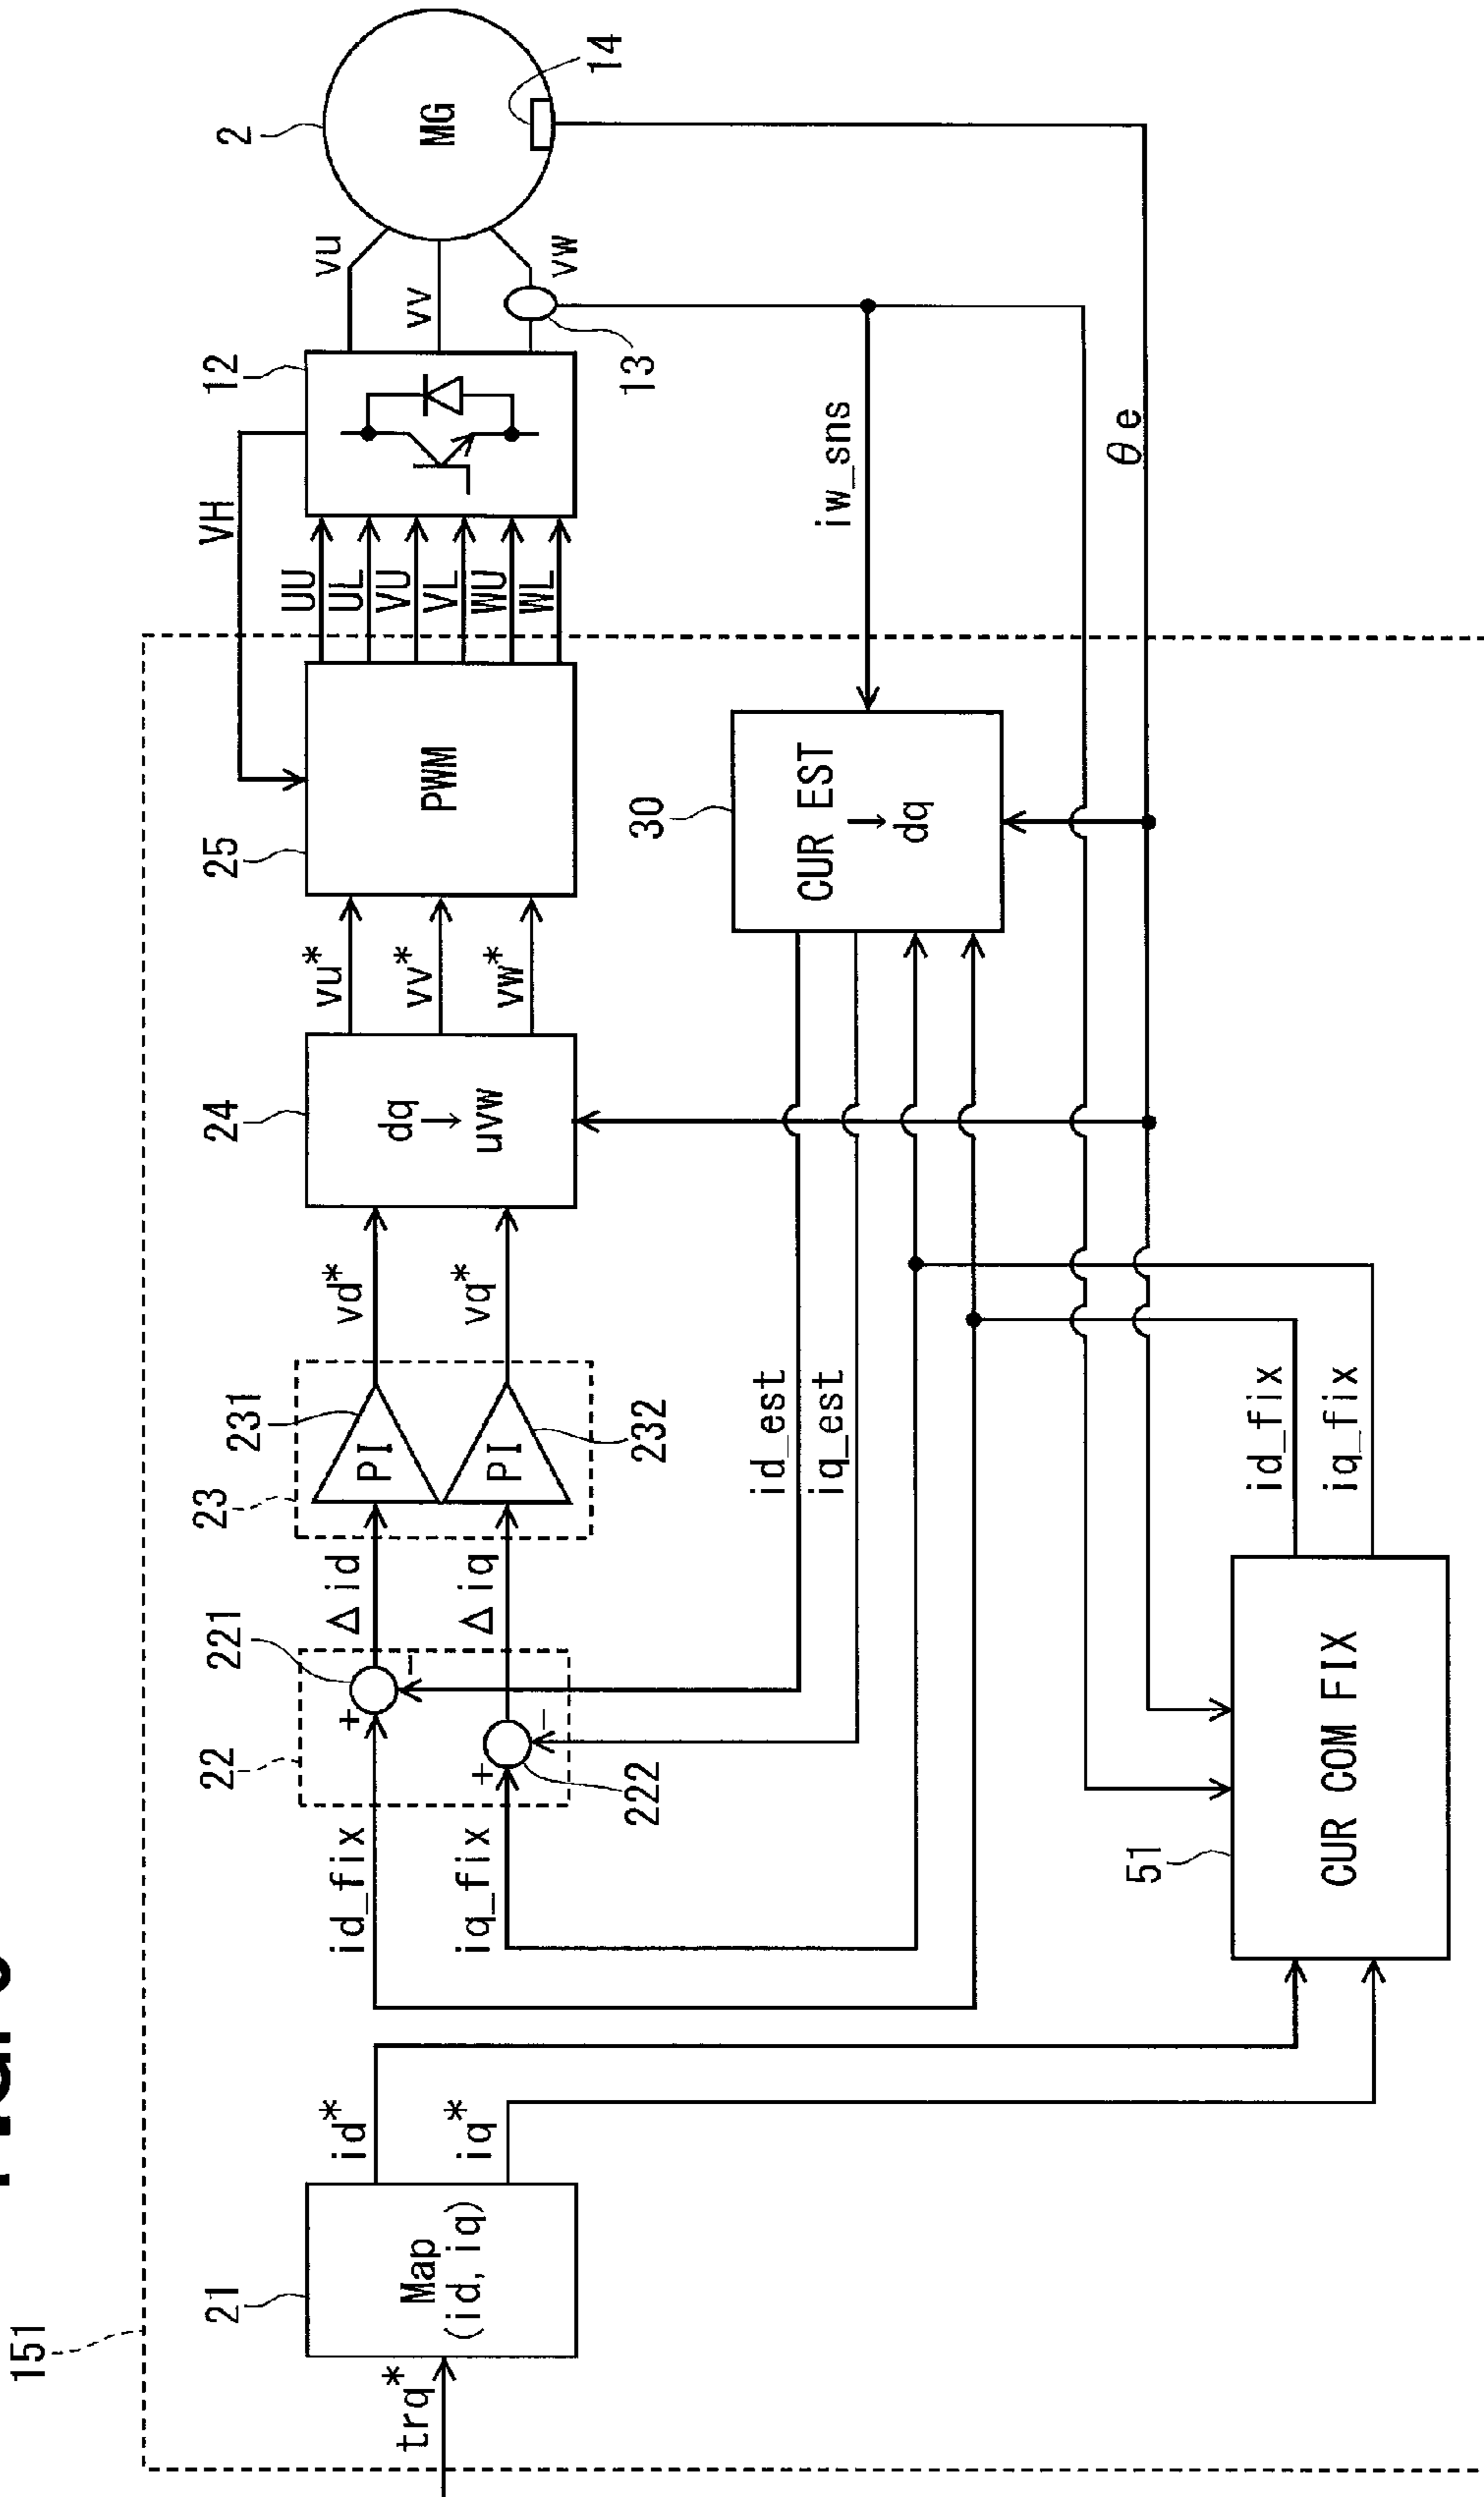 151
trq*
21
Map
(id, iq)
id*
iq*
22
221
222
id_fix
iq_fix
+
-
+
-
Δid
Δiq
23
231
232
PI
PI
vd*
vq*
24
dq
↓
uvw
vu*
vv*
vw*
25
PWM
VH
UU
UL
VU
VL
WU
WL
12
vu
vv
vw
13
2
MG
14
id_est
iq_est
30
CUR EST
↓
dq
iw_sns
θe
51
CUR COM FIX
id_fix
iq_fix